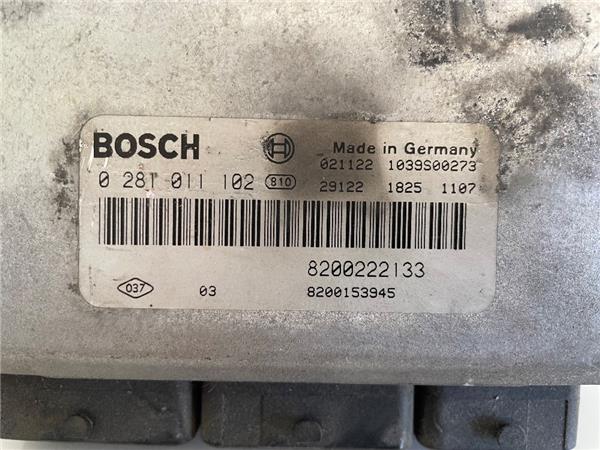 BOSCH Made in Germany
021122 1039S00273
0 281 011 102 810
29122 1825 1107
8200222133
037 03 8200153945